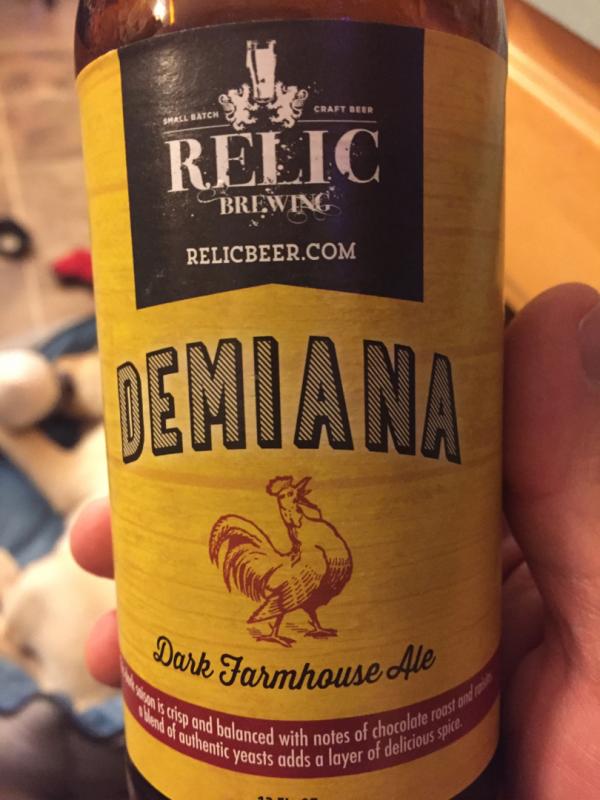 SMALL BATCH CRAFT BEER
RELIC
BREWING
RELICBEER.COM
DEMIANA
Dark Farmhouse Ale
saison is crisp and balanced with notes of chocolate roast and raisins
a blend of authentic yeasts adds a layer of delicious spice.